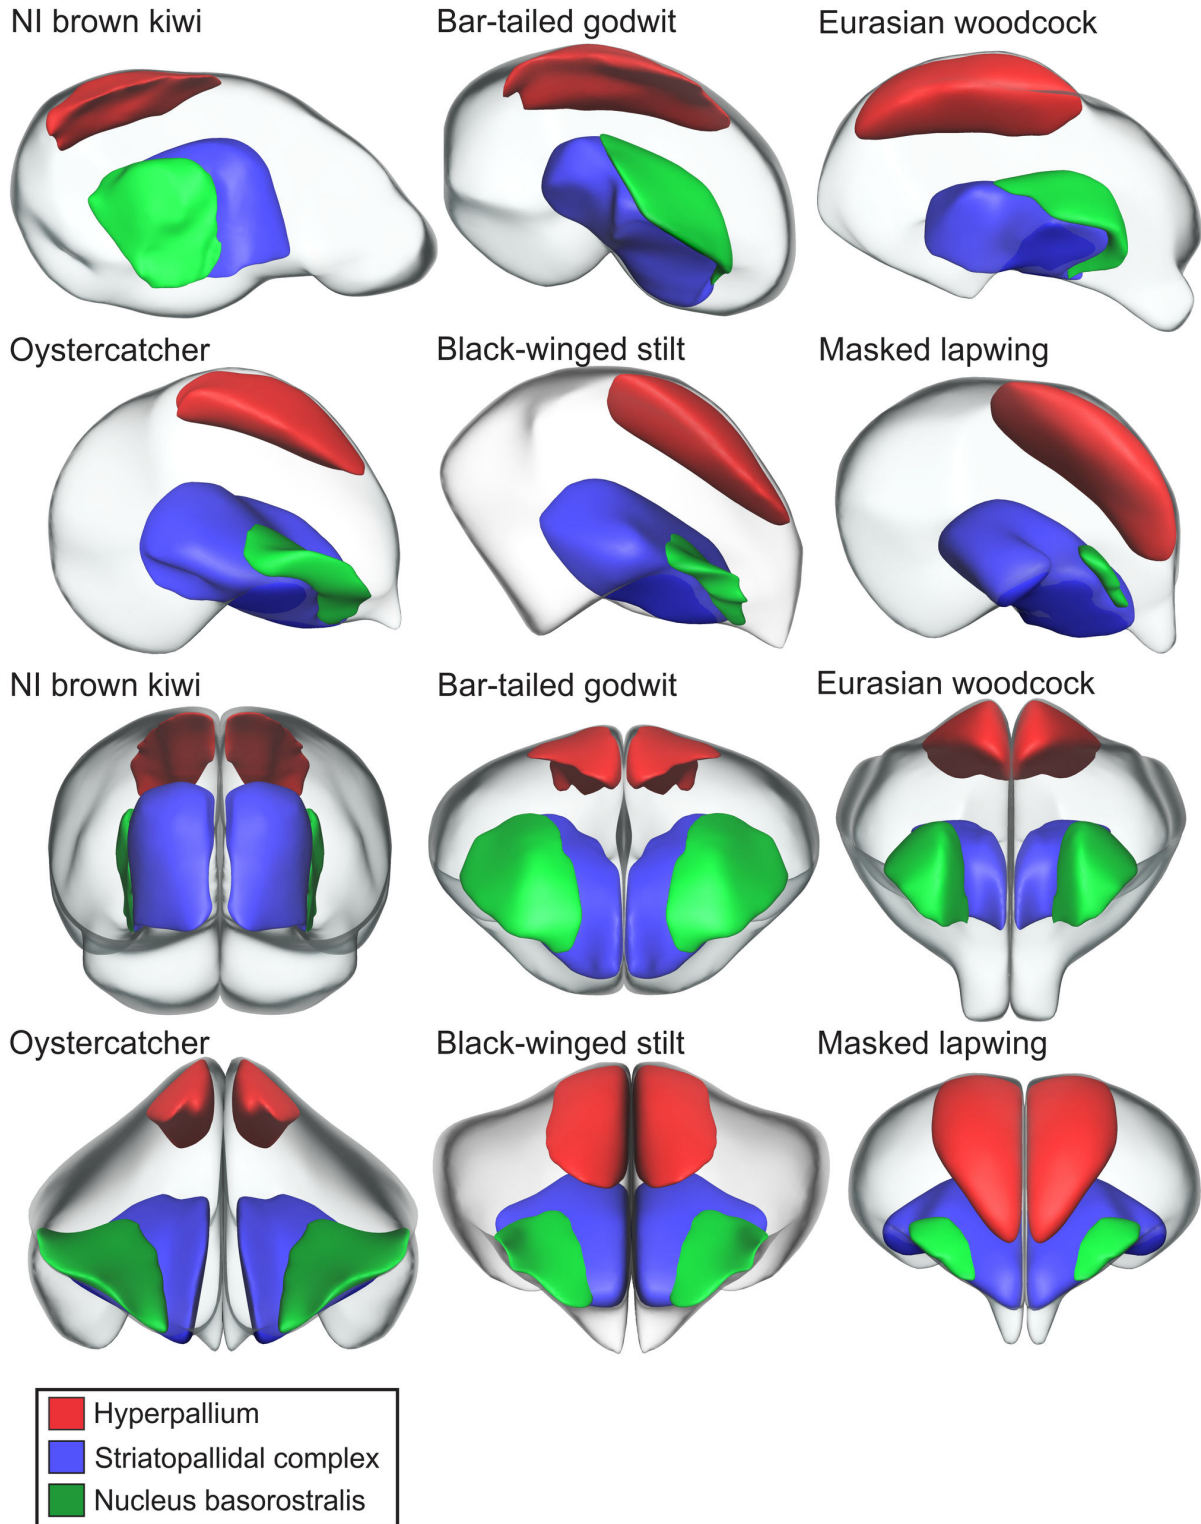 NI brown kiwi
Bar-tailed godwit
Eurasian woodcock
Oystercatcher
Black-winged stilt
Masked lapwing
NI brown kiwi
Bar-tailed godwit
Eurasian woodcock
Oystercatcher
Black-winged stilt
Masked lapwing
Hyperpallium
Striatopallidal complex
Nucleus basorostralis